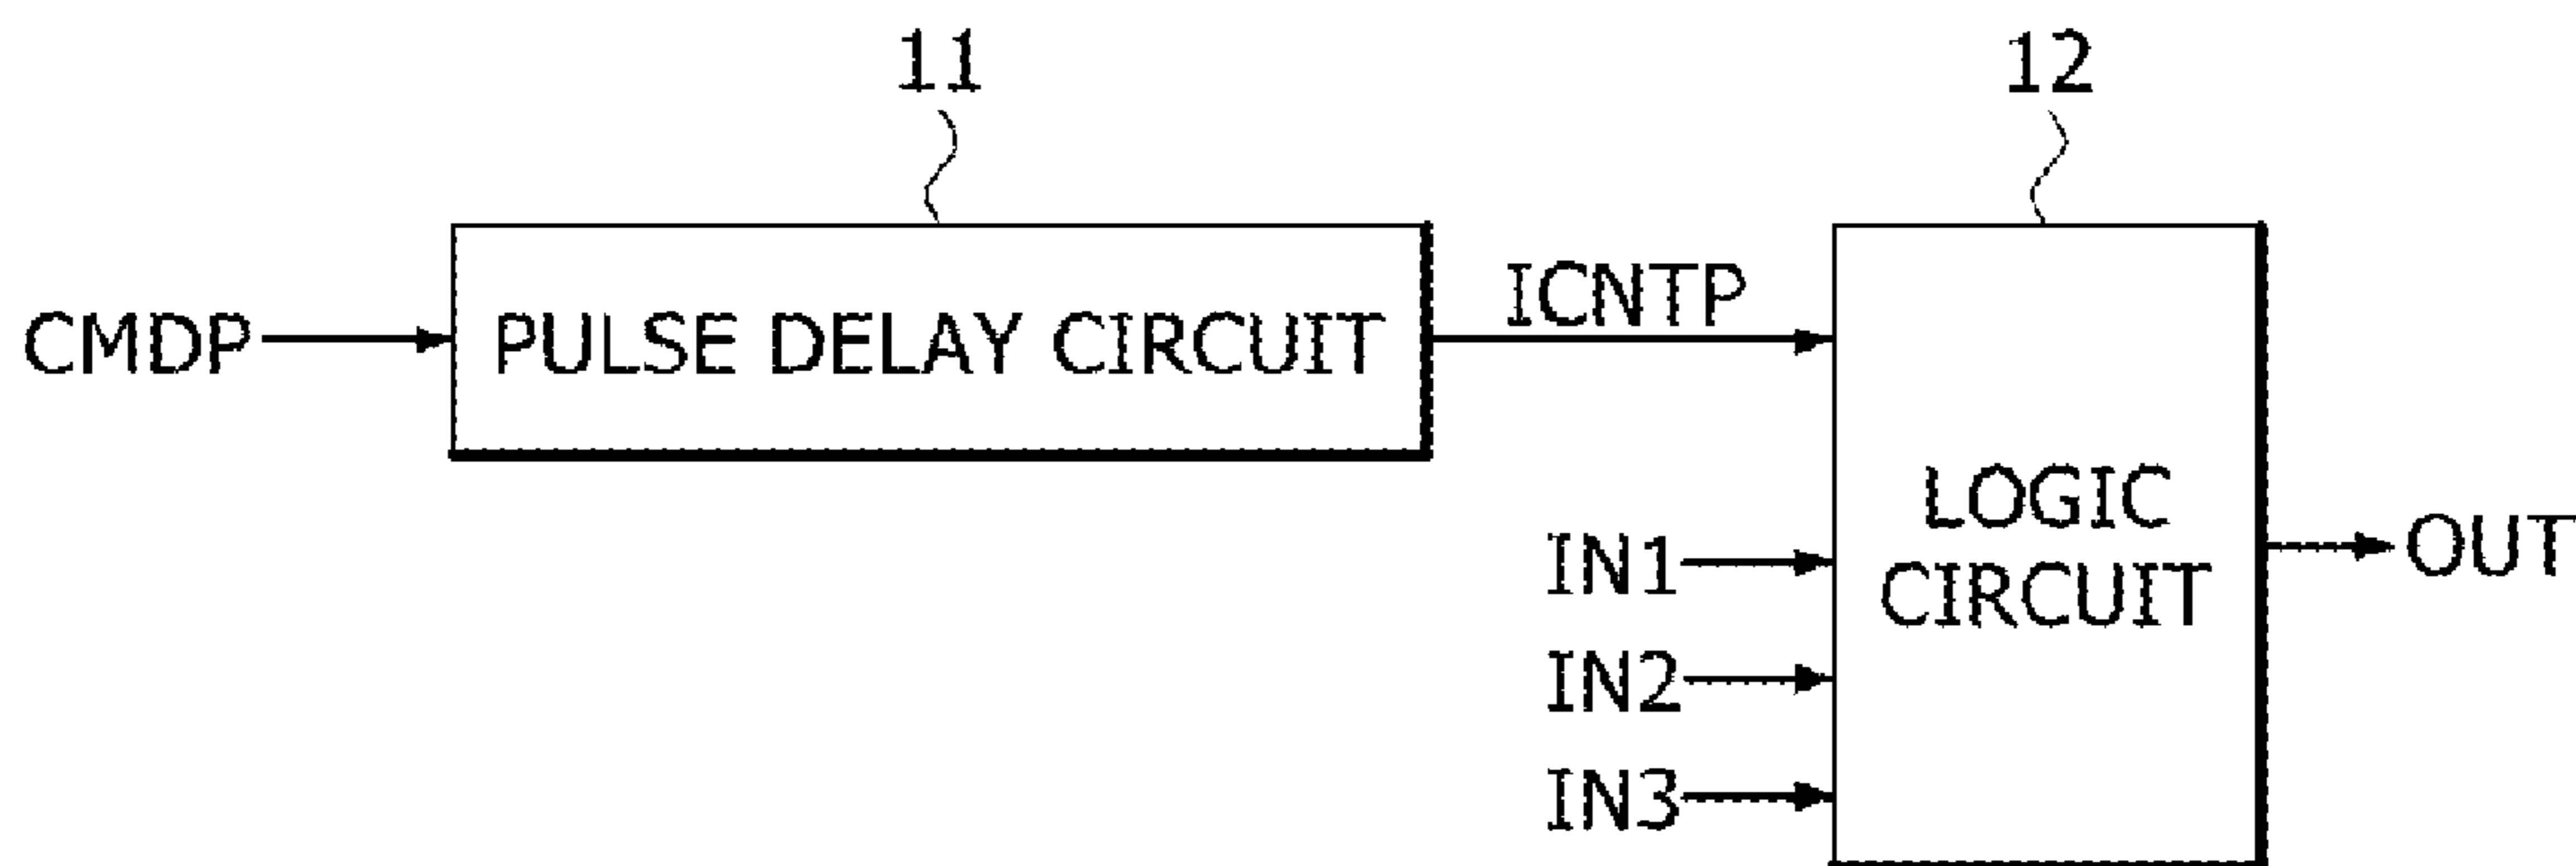 11
12
CMDP
PULSE DELAY CIRCUIT
ICNTP
LOGIC
CIRCUIT
IN1
IN2
IN3
OUT